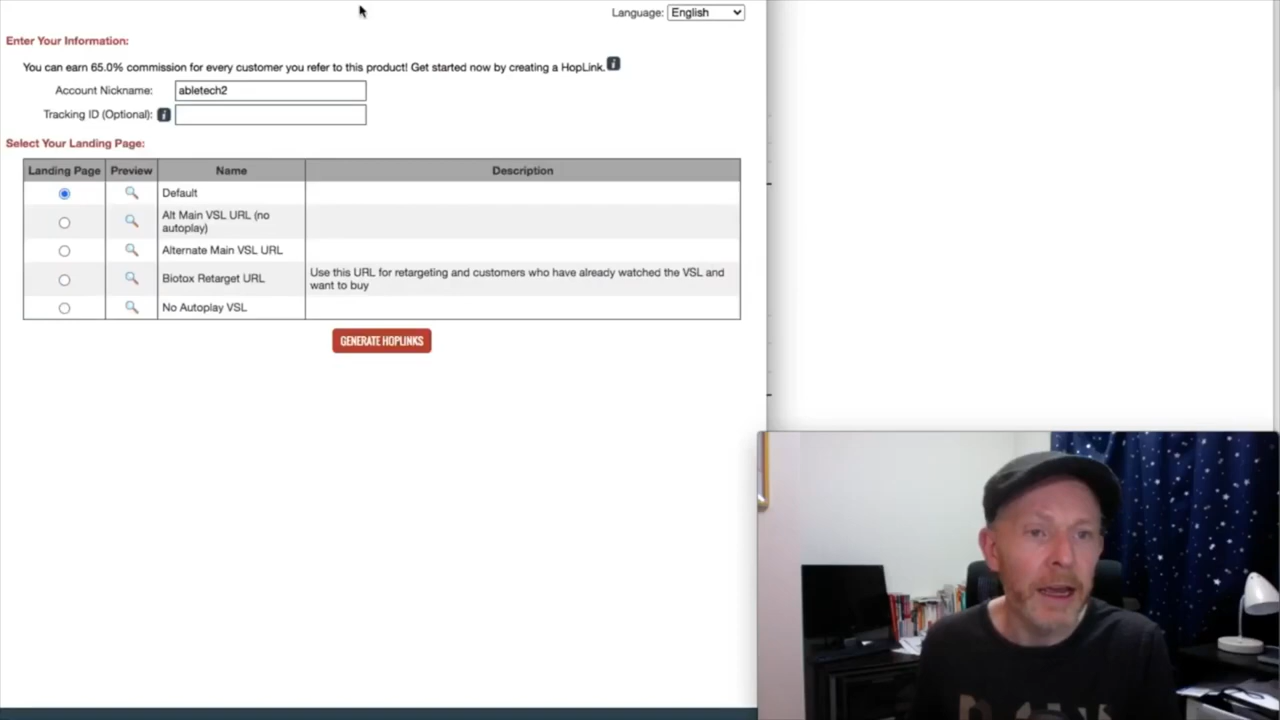 Language: English
Enter Your Information:
You can earn 65.0% commission for every customer you refer to this product! Get started now by creating a HopLink.
Account Nickname: abletech2
Tracking ID (Optional):
Select Your Landing Page:
Landing Page Preview Name Description
Default
Alt Main VSL URL (no
autoplay)
Alternate Main VSL URL
Biotox Retarget URL
Use this URL for retargeting and customers who have already watched the VSL and
want to buy
No Autoplay VSL
GENERATE HOPLINKS